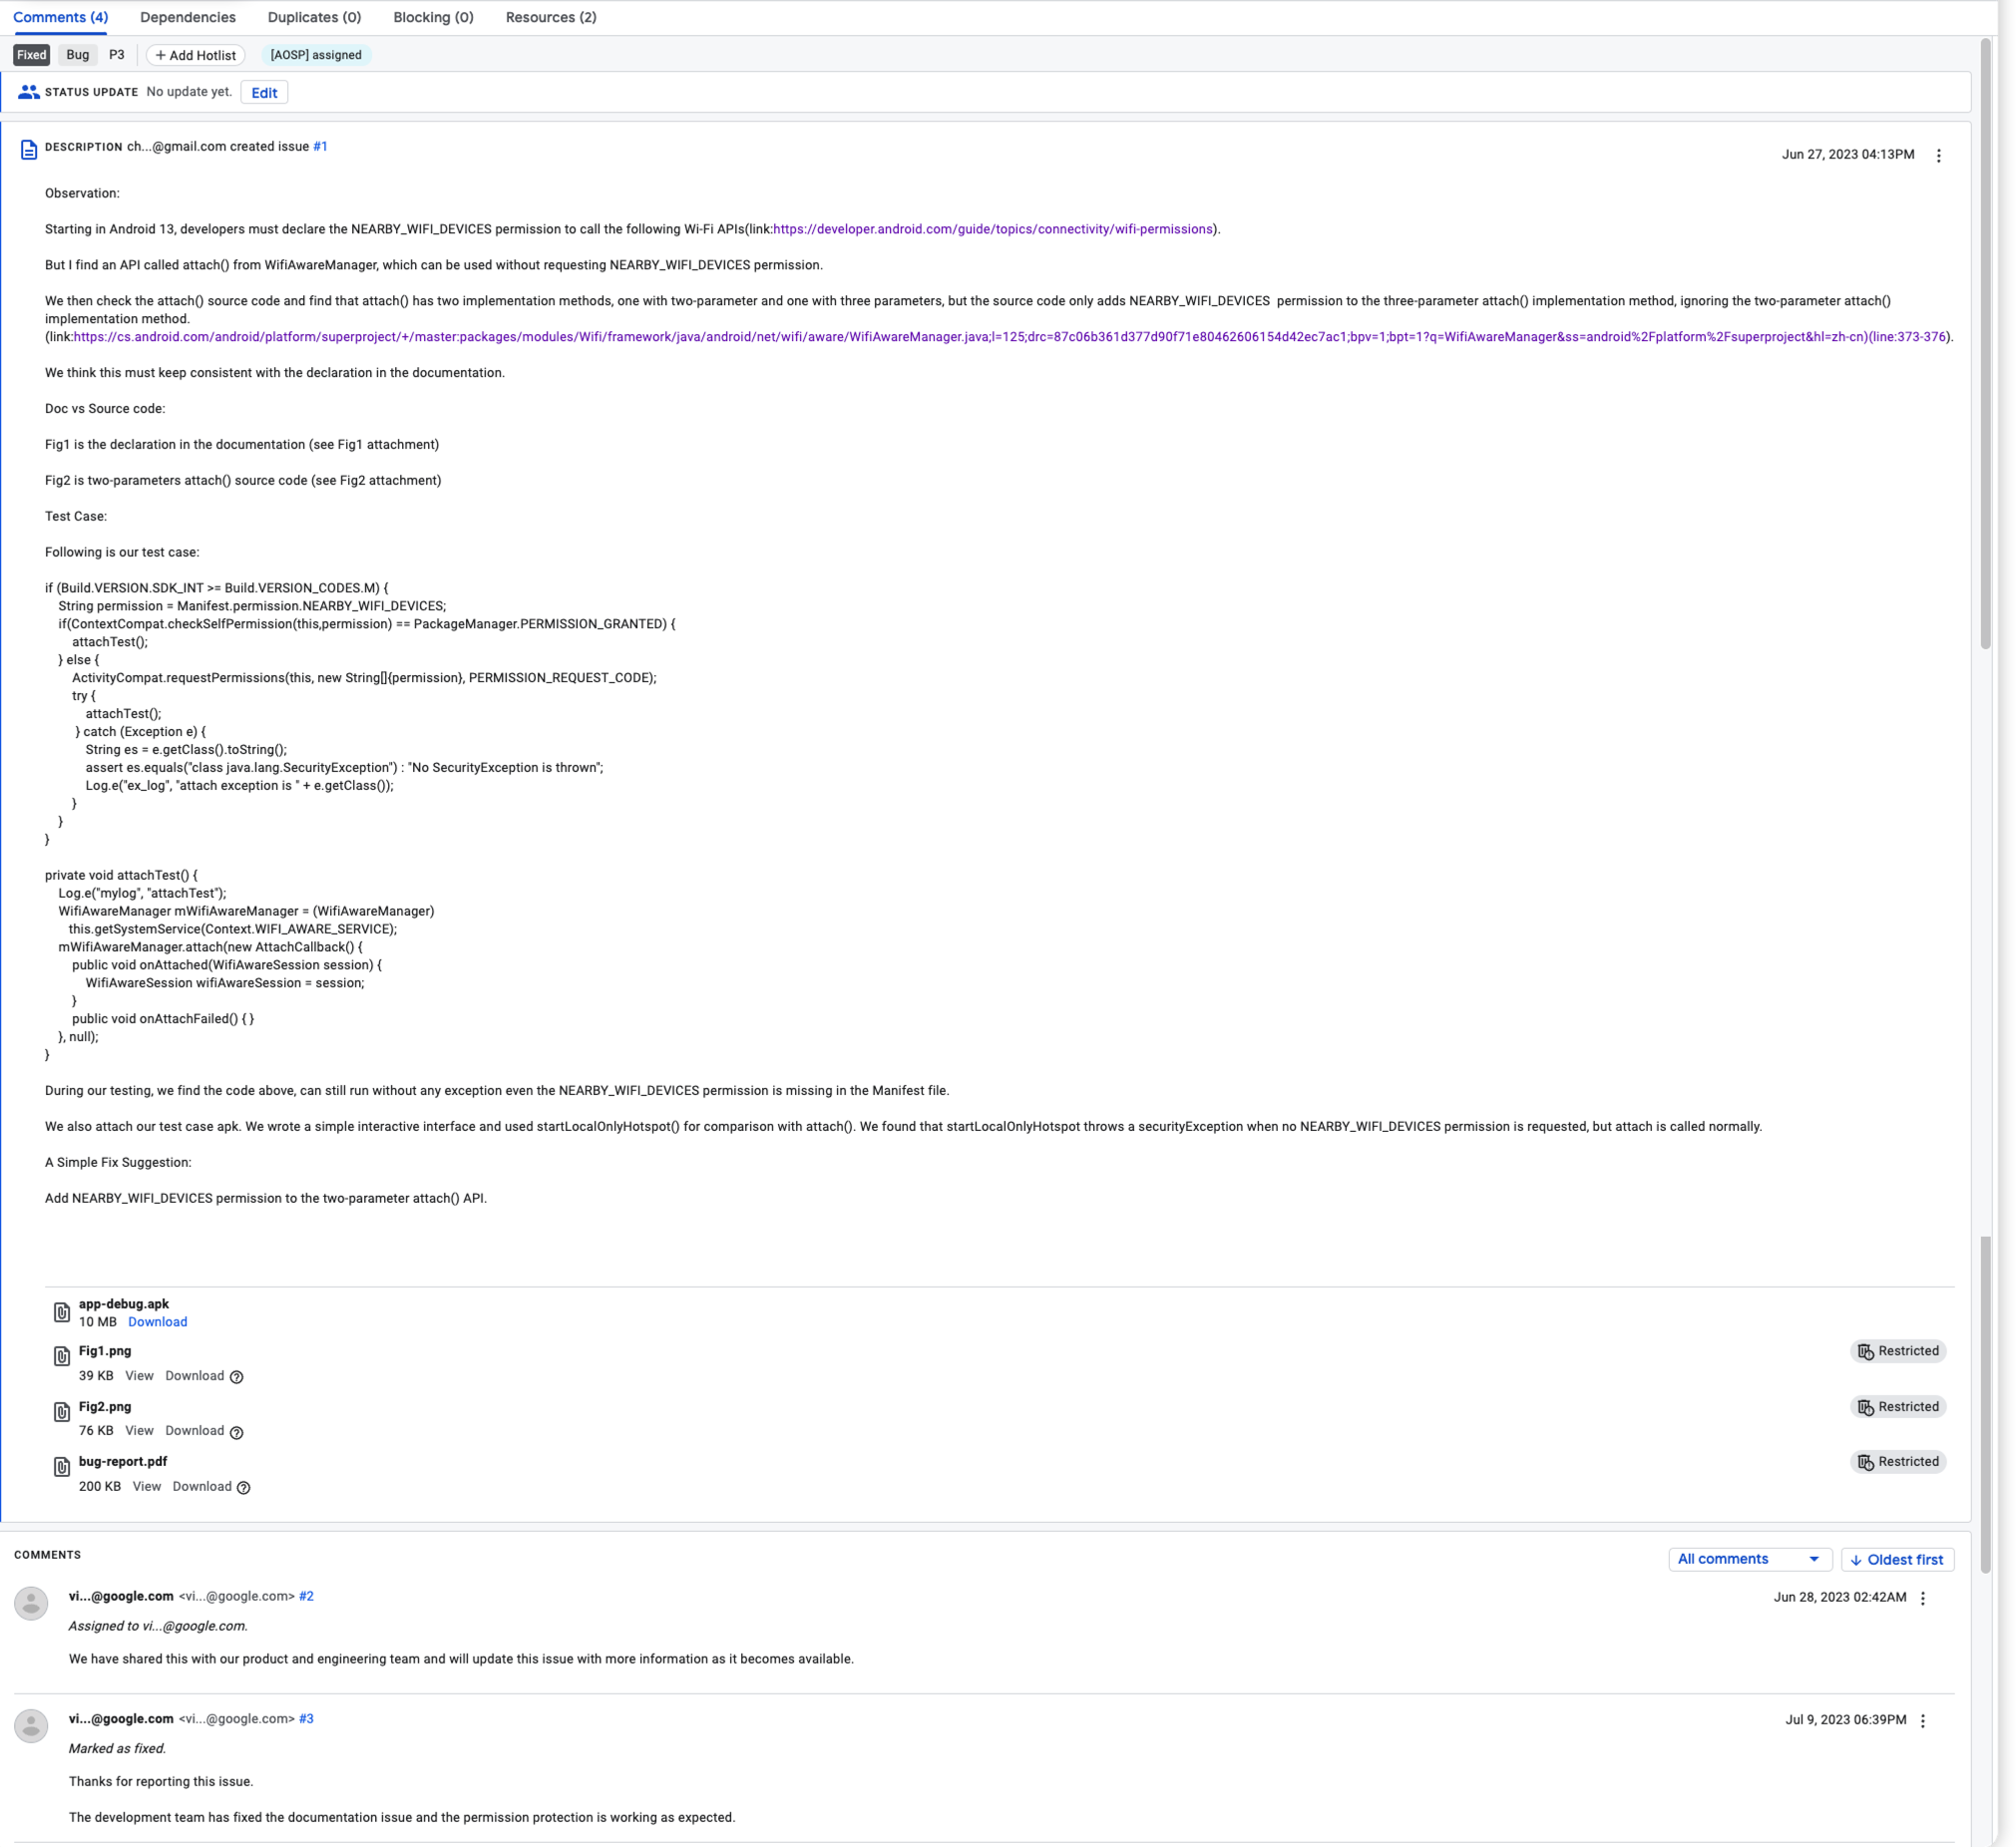 Comments (4) Dependencies Duplicates (0) Blocking (0) Resources (2)
Fixed Bug P3 + Add Hotlist [AOSP] assigned
STATUS UPDATE No update yet. Edit
DESCRIPTION ch...@gmail.com created issue #1
Jun 27, 2023 04:13PM
Observation:
Starting in Android 13, developers must declare the NEARBY_WIFI_DEVICES permission to call the following Wi-Fi APIs(link:https://developer.android.com/guide/topics/connectivity/wifi-permissions).
But I find an API called attach() from WifiAwareManager, which can be used without requesting NEARBY_WIFI_DEVICES permission.
We then check the attach() source code and find that attach() has two implementation methods, one with two-parameter and one with three parameters, but the source code only adds NEARBY_WIFI_DEVICES  permission to the three-parameter attach() implementation method, ignoring the two-parameter attach()
implementation method.
(link:https://cs.android.com/android/platform/superproject/+/master:packages/modules/Wifi/framework/java/android/net/wifi/aware/WifiAwareManager.java;l=125;drc=87c06b361d377d90f71e80462606154d42ec7ac1;bpv=1;bpt=1?q=WifiAwareManager&ss=android%2Fplatform%2Fsuperproject&hl=zh-cn)(line:373-376).
We think this must keep consistent with the declaration in the documentation.
Doc vs Source code:
Fig1 is the declaration in the documentation (see Fig1 attachment)
Fig2 is two-parameters attach() source code (see Fig2 attachment)
Test Case:
Following is our test case:
if (Build.VERSION.SDK_INT >= Build.VERSION_CODES.M) {
String permission = Manifest.permission.NEARBY_WIFI_DEVICES;
if(ContextCompat.checkSelfPermission(this,permission) == PackageManager.PERMISSION_GRANTED) {
attachTest();
} else {
ActivityCompat.requestPermissions(this, new String[]{permission}, PERMISSION_REQUEST_CODE);
try {
attachTest();
} catch (Exception e) {
String es = e.getClass().toString();
assert es.equals("class java.lang.SecurityException") : "No SecurityException is thrown";
Log.e("ex_log", "attach exception is " + e.getClass());
}
}
}
private void attachTest() {
Log.e("mylog", "attachTest");
WifiAwareManager mWifiAwareManager = (WifiAwareManager)
this.getSystemService(Context.WIFI_AWARE_SERVICE);
mWifiAwareManager.attach(new AttachCallback() {
public void onAttached(WifiAwareSession session) {
WifiAwareSession wifiAwareSession = session;
}
public void onAttachFailed() { }
}, null);
}
During our testing, we find the code above, can still run without any exception even the NEARBY_WIFI_DEVICES permission is missing in the Manifest file.
We also attach our test case apk. We wrote a simple interactive interface and used startLocalOnlyHotspot() for comparison with attach(). We found that startLocalOnlyHotspot throws a securityException when no NEARBY_WIFI_DEVICES permission is requested, but attach is called normally.
A Simple Fix Suggestion:
Add NEARBY_WIFI_DEVICES permission to the two-parameter attach() API.
app-debug.apk
10 MB Download
Fig1.png
Restricted
39 KB View Download
Fig2.png
Restricted
76 KB View Download
bug-report.pdf
Restricted
200 KB View Download
COMMENTS
All comments Oldest first
vi...@google.com <vi...@google.com> #2
Jun 28, 2023 02:42AM
Assigned to vi...@google.com.
We have shared this with our product and engineering team and will update this issue with more information as it becomes available.
vi...@google.com <vi...@google.com> #3
Jul 9, 2023 06:39PM
Marked as fixed.
Thanks for reporting this issue.
The development team has fixed the documentation issue and the permission protection is working as expected.